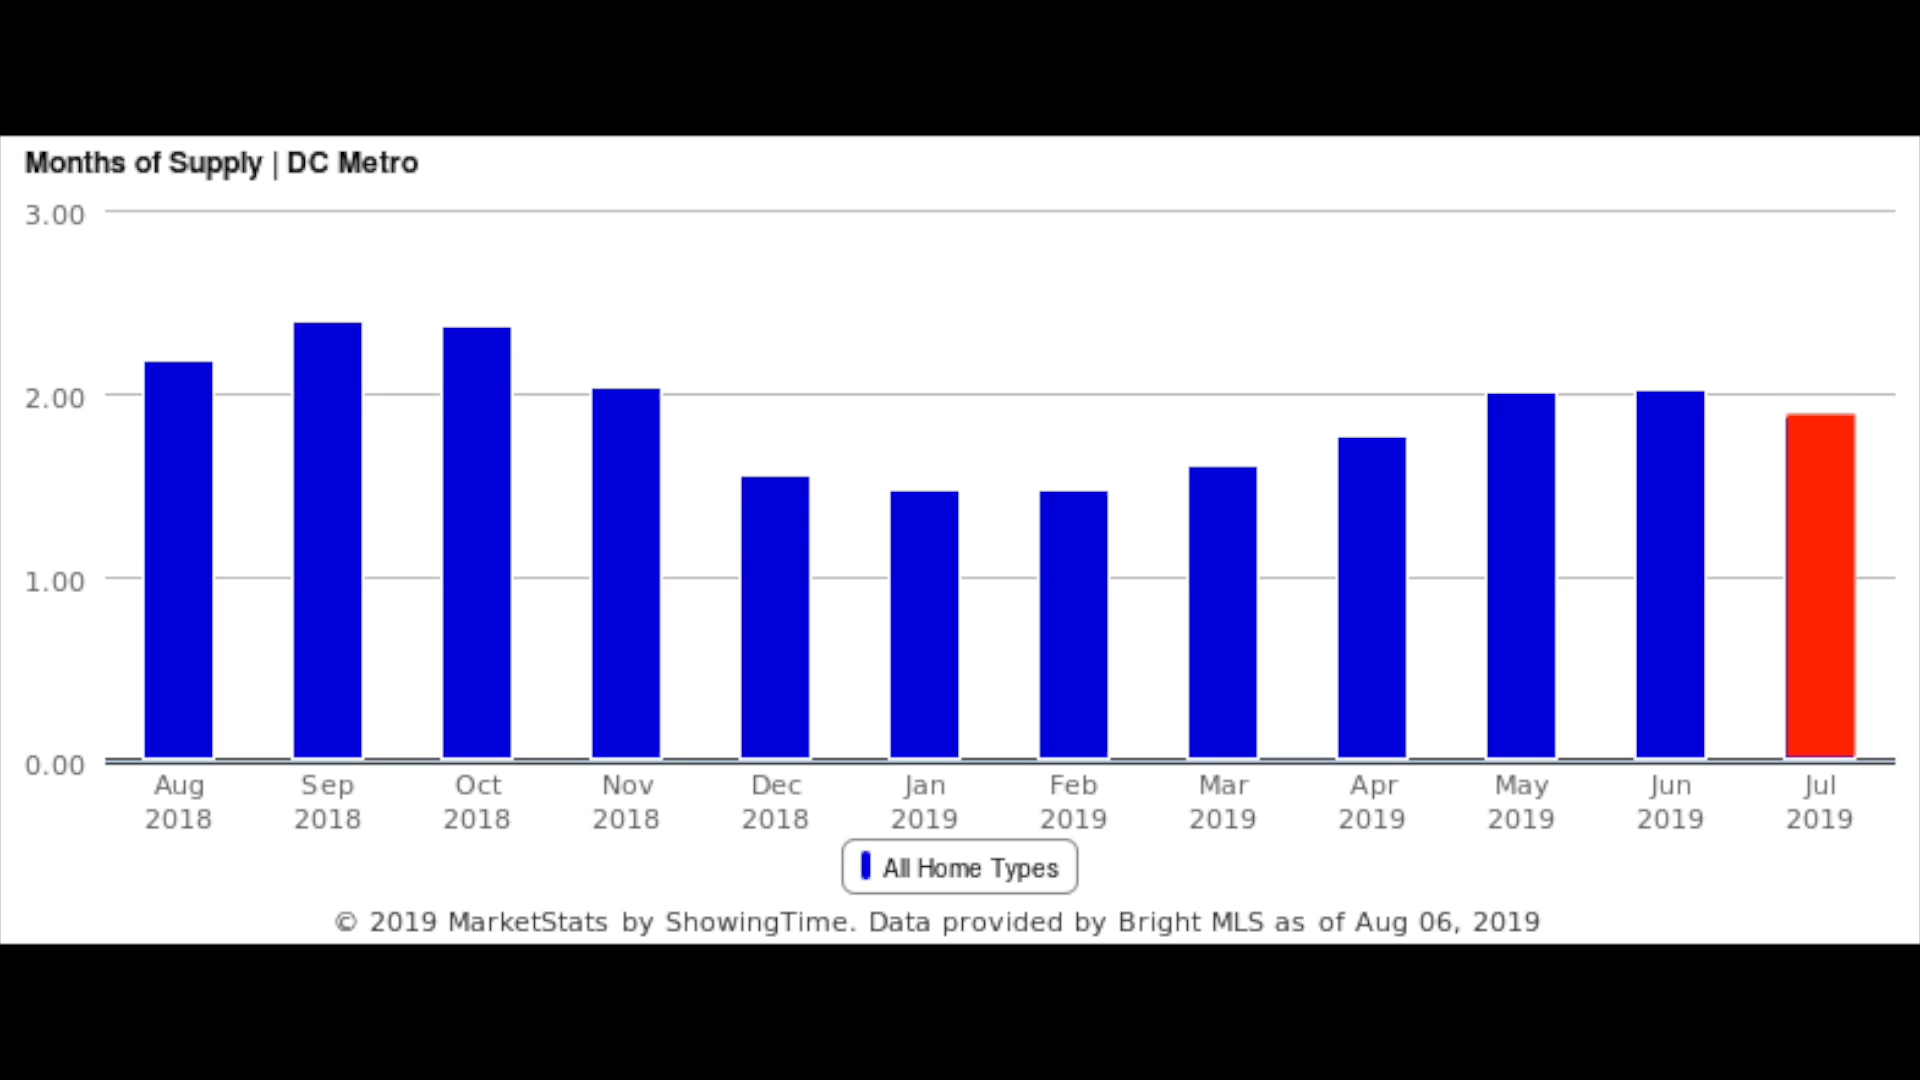 Months of Supply | DC Metro
3.00
2.00
1.00
0.00
Aug Sep Oct Nov Dec Jan Feb Mar Apr May Jun Jul
2018 2018 2018 2018 2018 2019 2019 2019 2019 2019 2019 2019
All Home Types
© 2019 MarketStats by ShowingTime. Data provided by Bright MLS as of Aug 06, 2019